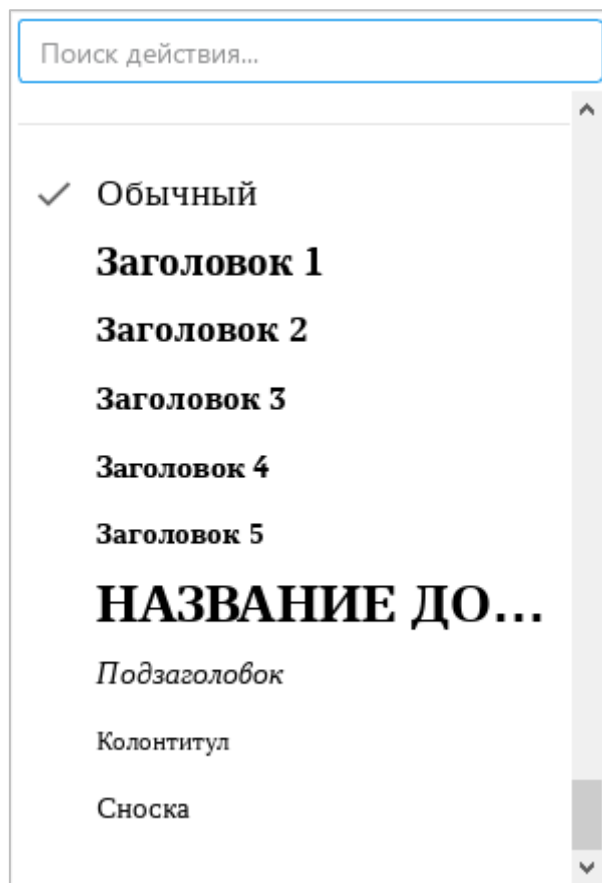 Поиск действия...
Обычный
Заголовок 1
Заголовок 2
Заголовок 3
Заголовок 4
Заголовок 5
НАЗВАНИЕ ДО...
Подзаголовок
Колонтитул
Сноска